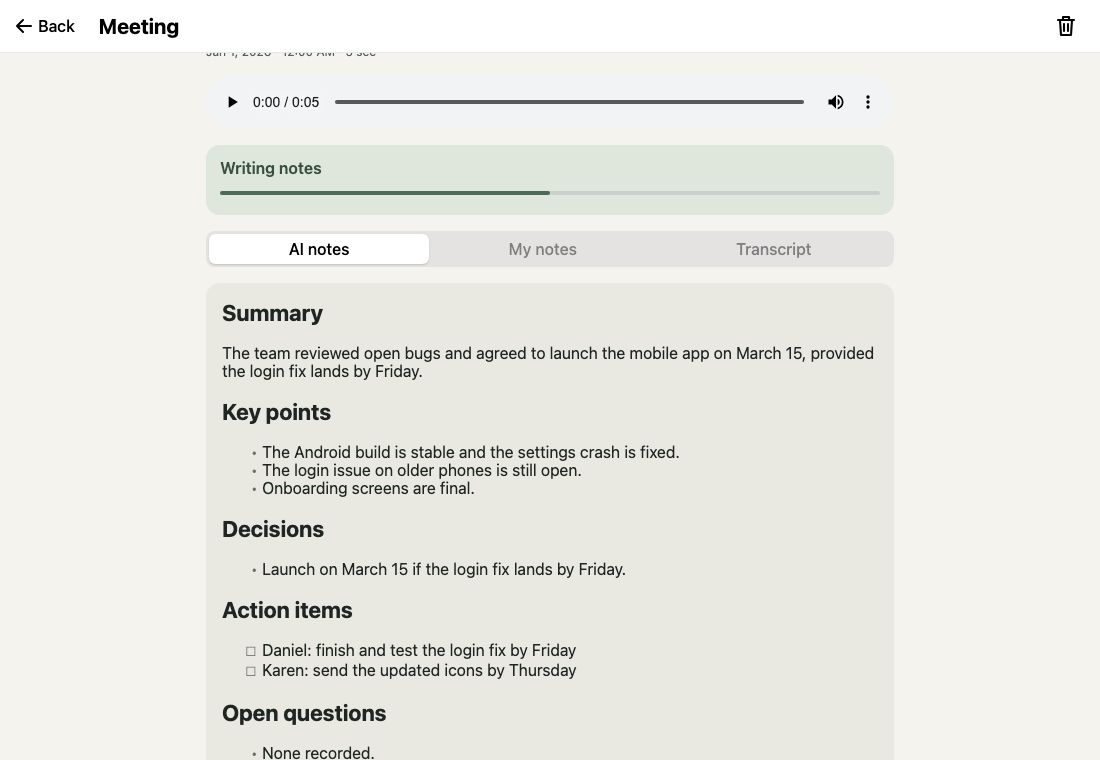 Back
Meeting
0:00 / 0:05
Writing notes
AI notes
My notes
Transcript
Summary
The team reviewed open bugs and agreed to launch the mobile app on March 15, provided
the login fix lands by Friday.
Key points
• The Android build is stable and the settings crash is fixed.
• The login issue on older phones is still open.
• Onboarding screens are final.
Decisions
• Launch on March 15 if the login fix lands by Friday.
Action items
☐ Daniel: finish and test the login fix by Friday
☐ Karen: send the updated icons by Thursday
Open questions
• None recorded.